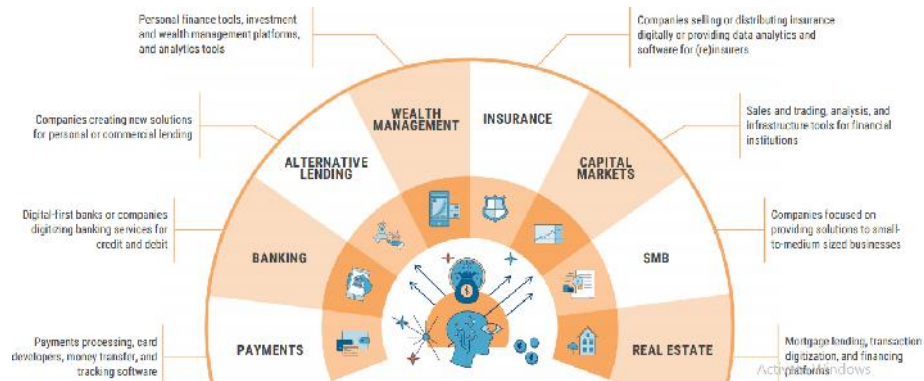 Personal finance tools, investment
and wealth management platforms,
and analytics tools
Companies selling or distributing insurance
digitally or providing data analytics and
software for (re)insurers
Companies creating new solutions
for personal or commercial lending
WEALTH
MANAGEMENT
INSURANCE
Sales and trading, analysis, and
infrastructure tools for financial
institutions
ALTERNATIVE
LENDING
CAPITAL
MARKETS
Digital-first banks or companies
digitizing banking services for
credit and debit
BANKING
SMB
Companies focused on
providing solutions to small-
to-medium sized businesses
Payments processing, card
developers, money transfer, and
tracking software
PAYMENTS
$
REAL ESTATE
Mortgage lending, transaction
digitization, and financing
platforms
Activate Windows